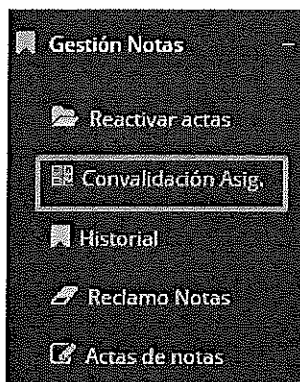 Gestión Notas
Reactivar actas
Convalidación Asig.
Historial
Reclamo Notas
Actas de notas